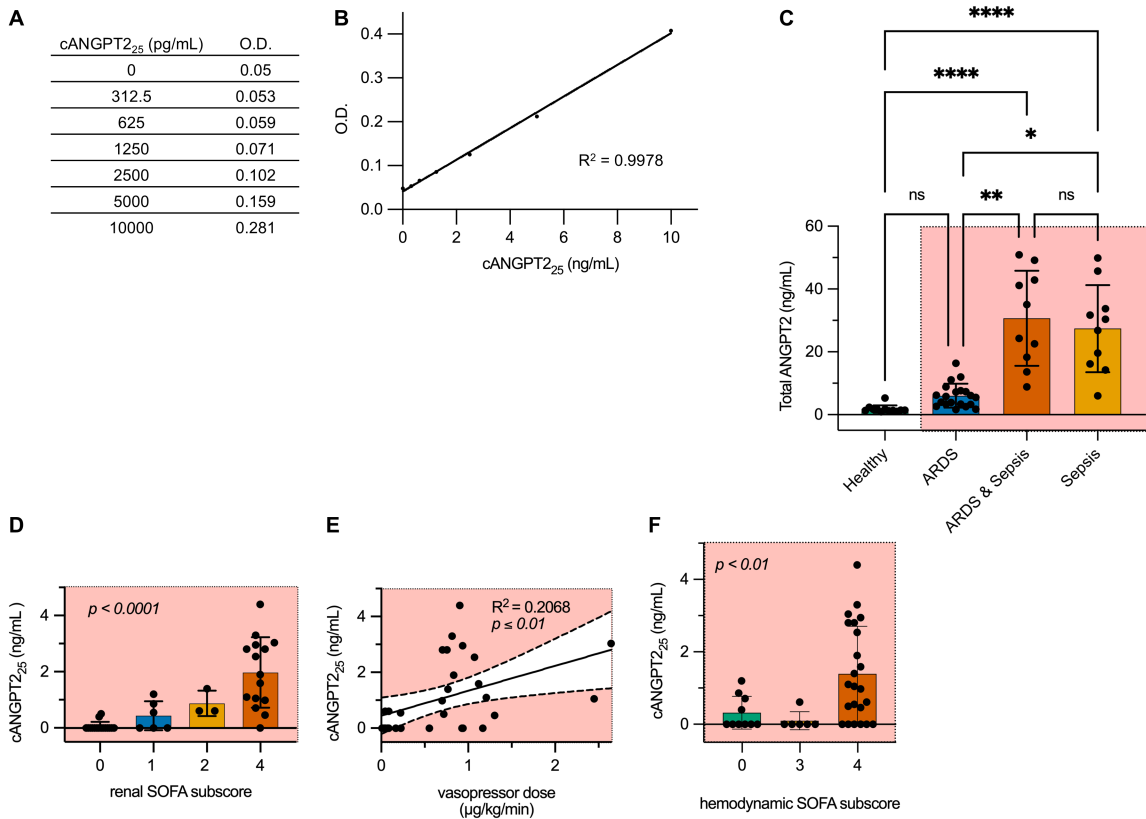 A
cANGPT2₂₅ (pg/mL) O.D.
0 0.05
312.5 0.053
625 0.059
1250 0.071
2500 0.102
5000 0.159
10000 0.281
B
0.4
0.3
0.2
0.1
0.0
O.D.
R² = 0.9978
0 2 4 6 8 10
cANGPT2₂₅ (ng/mL)
C
****
****
*
ns ** ns
60
40
20
0
Total ANGPT2 (ng/mL)
Healthy
ARDS
ARDS & Sepsis
Sepsis
D
p < 0.0001
4
2
0
cANGPT2₂₅ (ng/mL)
0 1 2 4
renal SOFA subscore
E
R² = 0.2068
p ≤ 0.01
4
3
2
1
0
cANGPT2₂₅ (ng/mL)
0 1 2
vasopressor dose
(µg/kg/min)
F
p < 0.01
4
2
0
cANGPT2₂₅ (ng/mL)
0 3 4
hemodynamic SOFA subscore